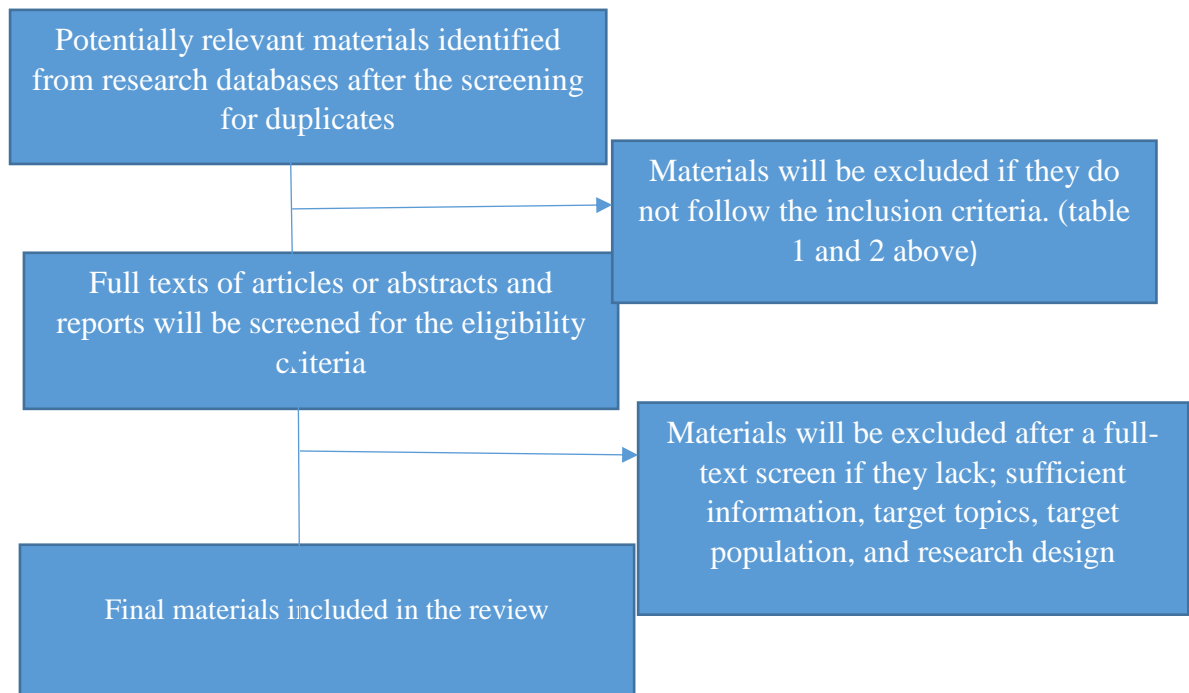 Potentially relevant materials identified
from research databases after the screening
for duplicates
Materials will be excluded if they do
not follow the inclusion criteria. (table
1 and 2 above)
Full texts of articles or abstracts and
reports will be screened for the eligibility
criteria
Materials will be excluded after a full-
text screen if they lack; sufficient
information, target topics, target
population, and research design
Final materials included in the review